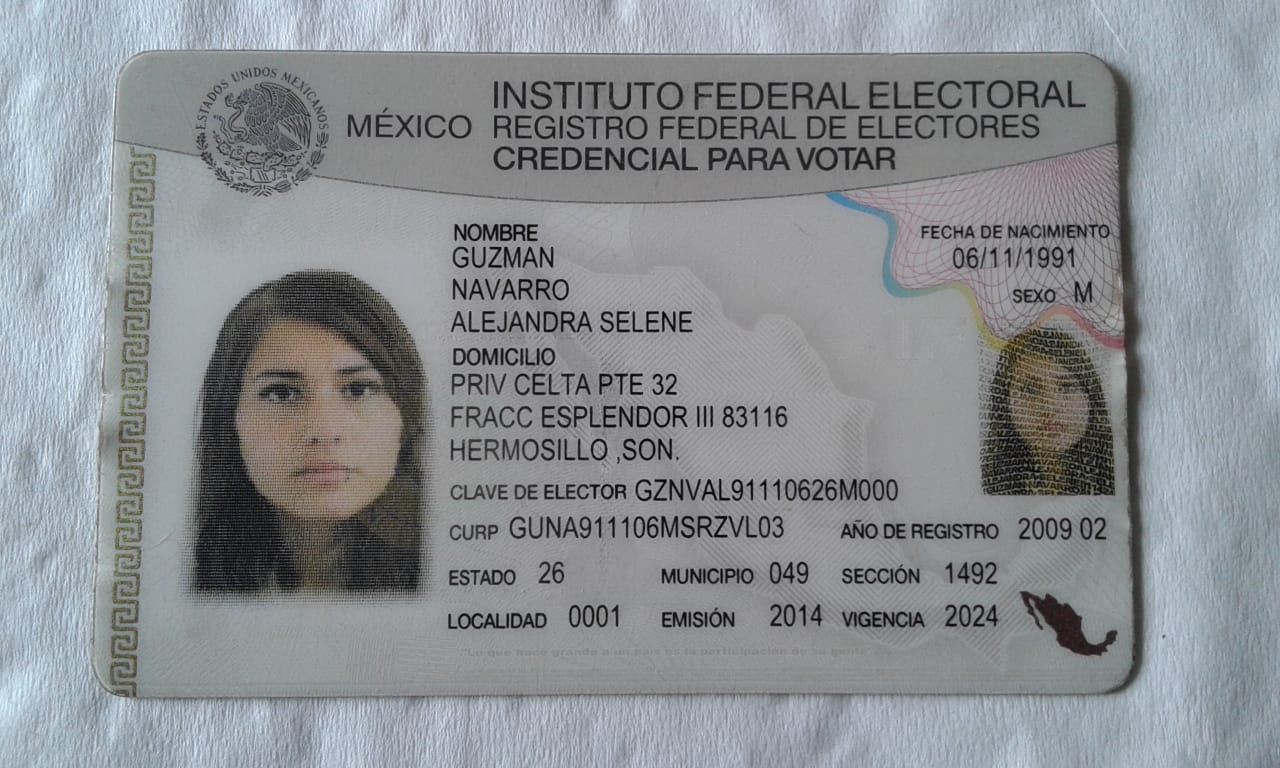 ESTADOS UNIDOS MEXICANOS
MÉXICO
INSTITUTO FEDERAL ELECTORAL
REGISTRO FEDERAL DE ELECTORES
CREDENCIAL PARA VOTAR
NOMBRE
GUZMAN
NAVARRO
ALEJANDRA SELENE
FECHA DE NACIMIENTO
06/11/1991
SEXO M
DOMICILIO
PRIV CELTA PTE 32
FRACC ESPLENDOR III 83116
HERMOSILLO ,SON.
CLAVE DE ELECTOR GZNVAL91110626M000
CURP GUNA911106MSRZVL03 AÑO DE REGISTRO 2009 02
ESTADO 26 MUNICIPIO 049 SECCIÓN 1492
LOCALIDAD 0001 EMISIÓN 2014 VIGENCIA 2024
"Lo que hace grande a un país es la participación de su gente"